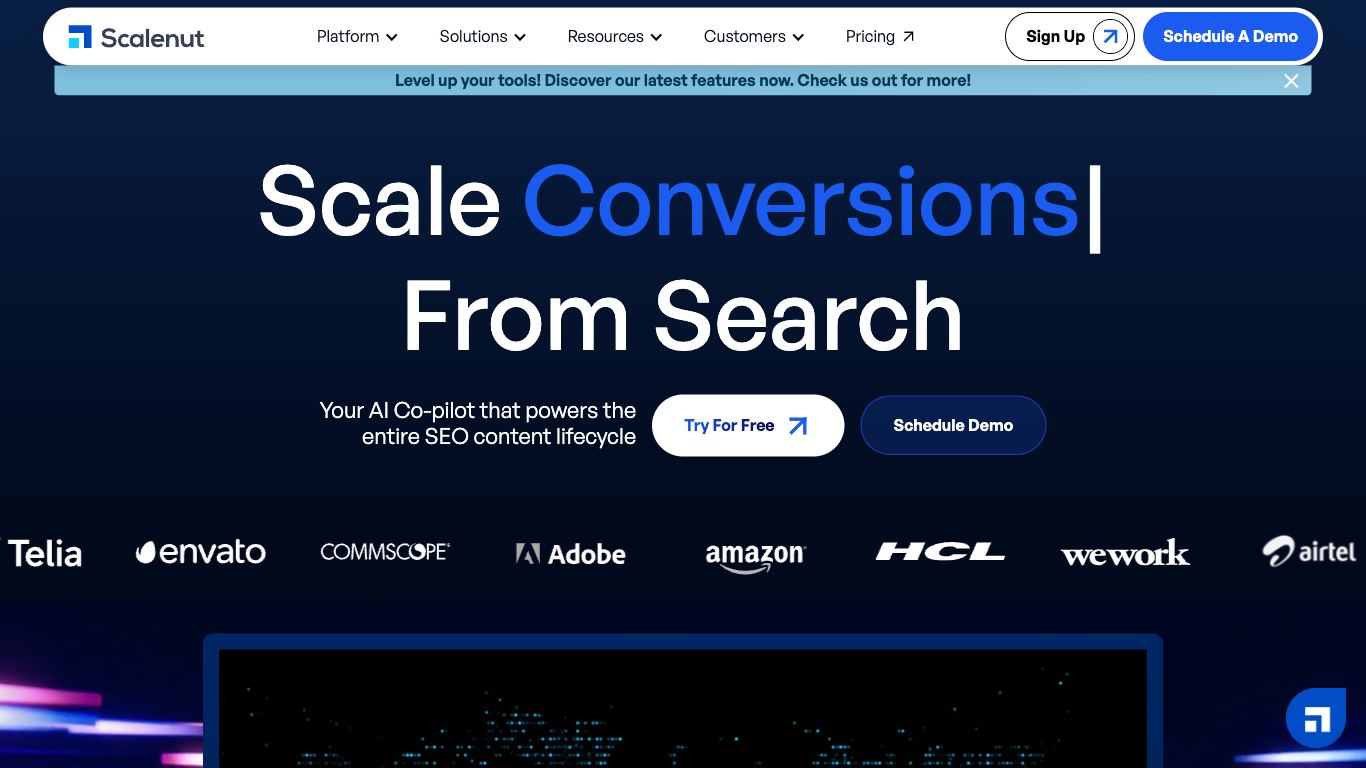 Scalenut
Platform
Solutions
Resources
Customers
Pricing
Sign Up
Schedule A Demo
Level up your tools! Discover our latest features now. Check us out for more!
Scale Conversions|
From Search
Your AI Co-pilot that powers the
entire SEO content lifecycle
Try For Free
Schedule Demo
Telia
envato
COMMSCOPE®
Adobe
amazon
HCL
wework
airtel